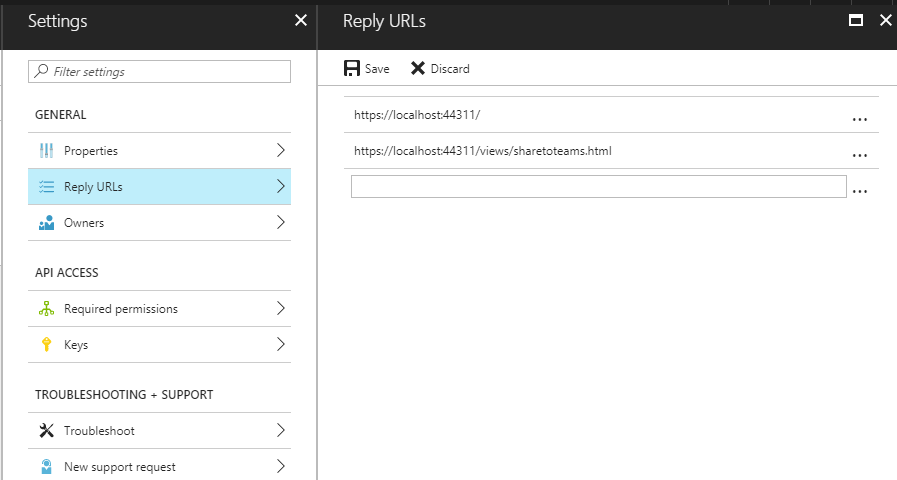 Settings
Filter settings
GENERAL
Properties
Reply URLs
Owners
API ACCESS
Required permissions
Keys
TROUBLESHOOTING + SUPPORT
Troubleshoot
New support request
Reply URLs
Save Discard
https://localhost:44311/
https://localhost:44311/views/sharetoteams.html